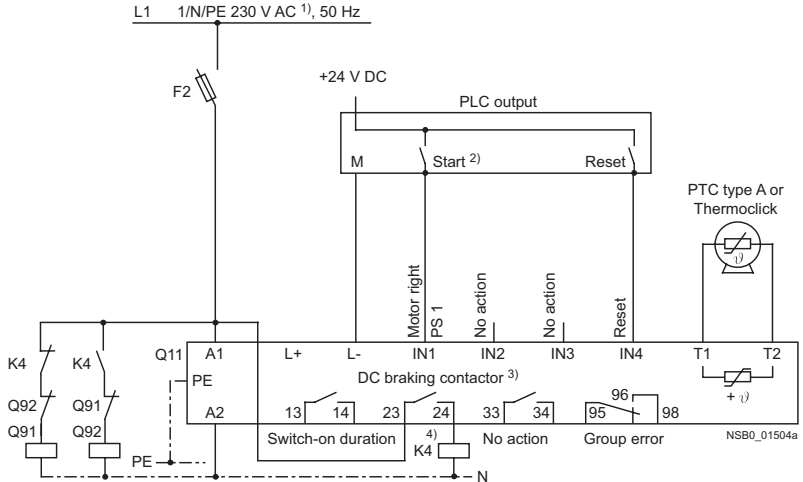 L1 1/N/PE 230 V AC 1), 50 Hz
+24 V DC
F2
PLC output
M
Start 2)
Reset
PTC type A or
Thermoclick
ϑ
Motor right
PS 1
No action
No action
Reset
K4
K4
Q11
A1
L+
L-
IN1
IN2
IN3
IN4
T1
T2
PE
DC braking contactor 3)
+ ϑ
Q92
Q91
A2
13
14
23
24
33
34
95
96
98
Q91
Q92
Switch-on duration
4)
K4
No action
Group error
NSB0_01504a
PE
N